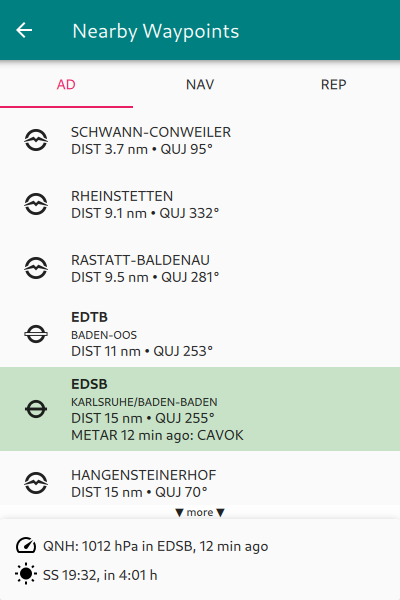 Nearby Waypoints
AD NAV REP
SCHWANN-CONWEILER
DIST 3.7 nm • QUJ 95°
RHEINSTETTEN
DIST 9.1 nm • QUJ 332°
RASTATT-BALDENAU
DIST 9.5 nm • QUJ 281°
EDTB
BADEN-OOS
DIST 11 nm • QUJ 253°
EDSB
KARLSRUHE/BADEN-BADEN
DIST 15 nm • QUJ 255°
METAR 12 min ago: CAVOK
HANGENSTEINERHOF
DIST 15 nm • QUJ 70°
▼ more ▼
QNH: 1012 hPa in EDSB, 12 min ago
SS 19:32, in 4:01 h